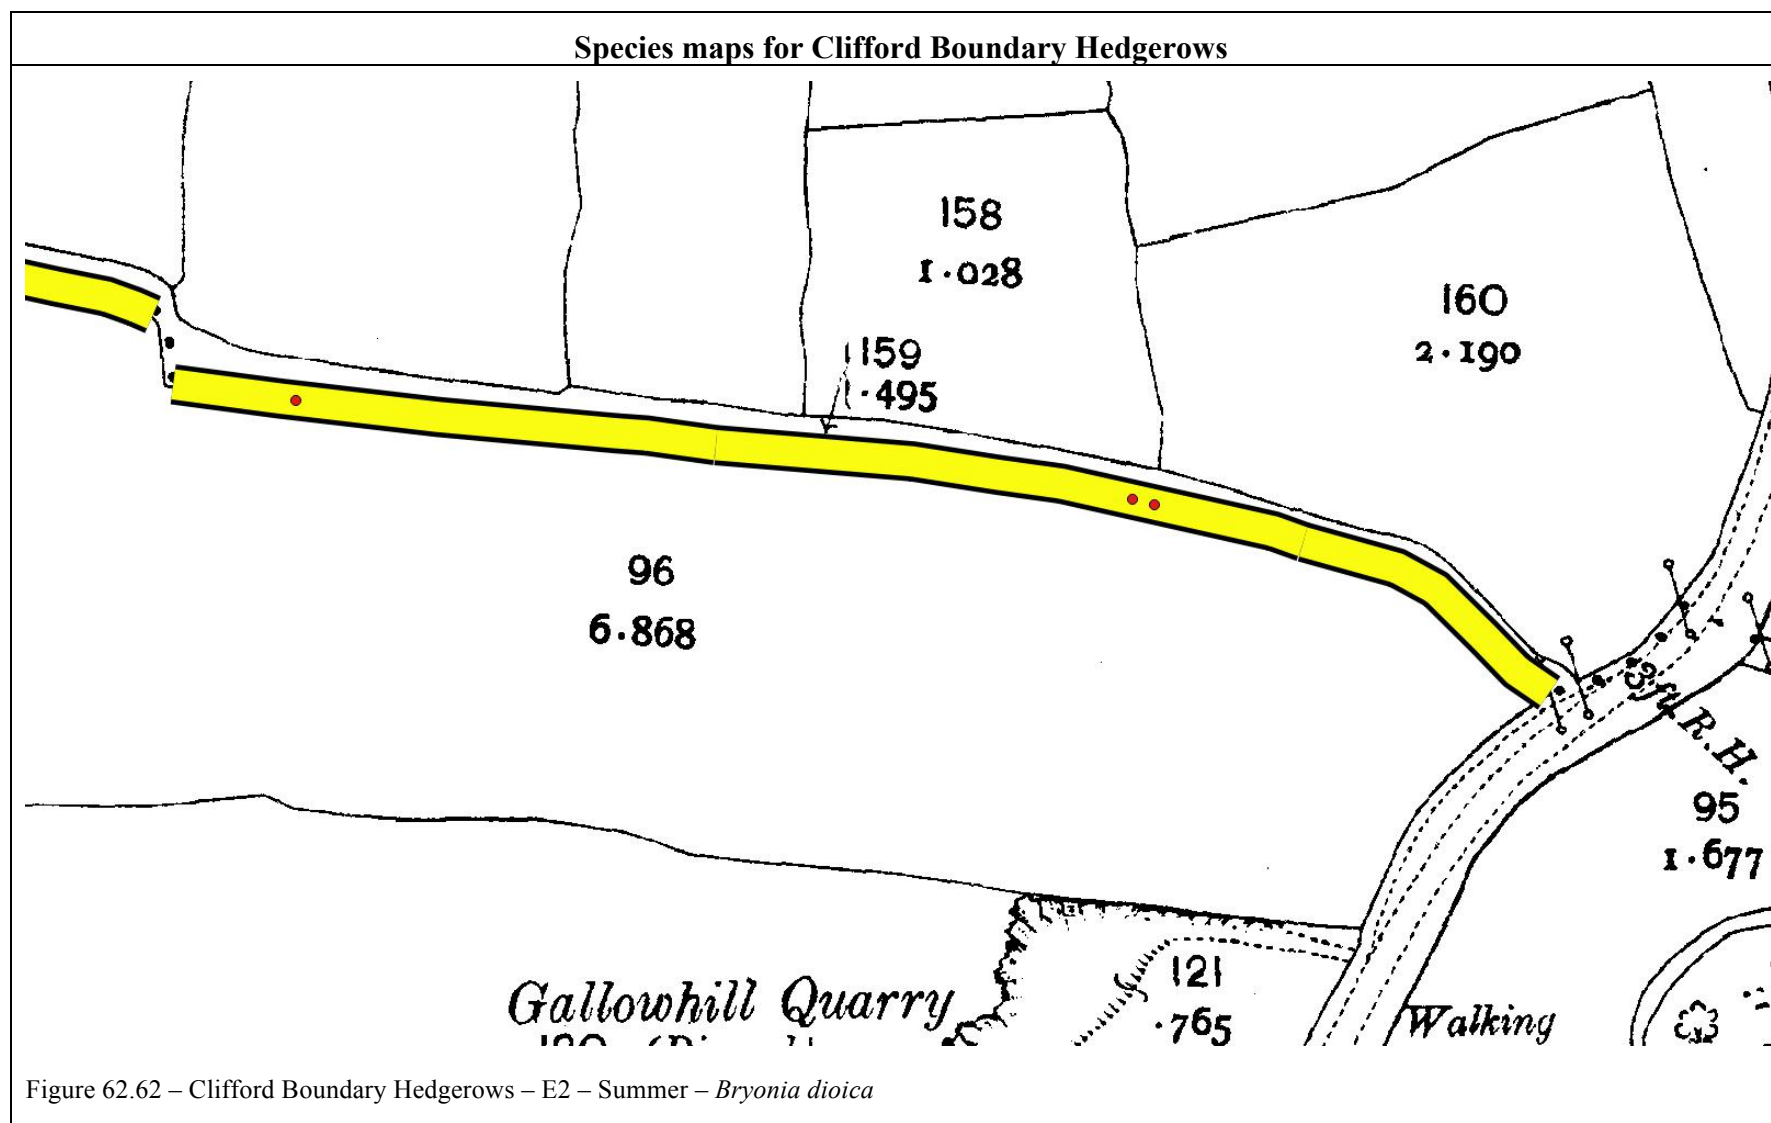 Species maps for Clifford Boundary Hedgerows
158
1·028
160
2·190
159
·495
96
6·868
3ft. R.H.
95
1·677
121
·765
Gallowhill Quarry
Walking
Figure 62.62 – Clifford Boundary Hedgerows – E2 – Summer – Bryonia dioica